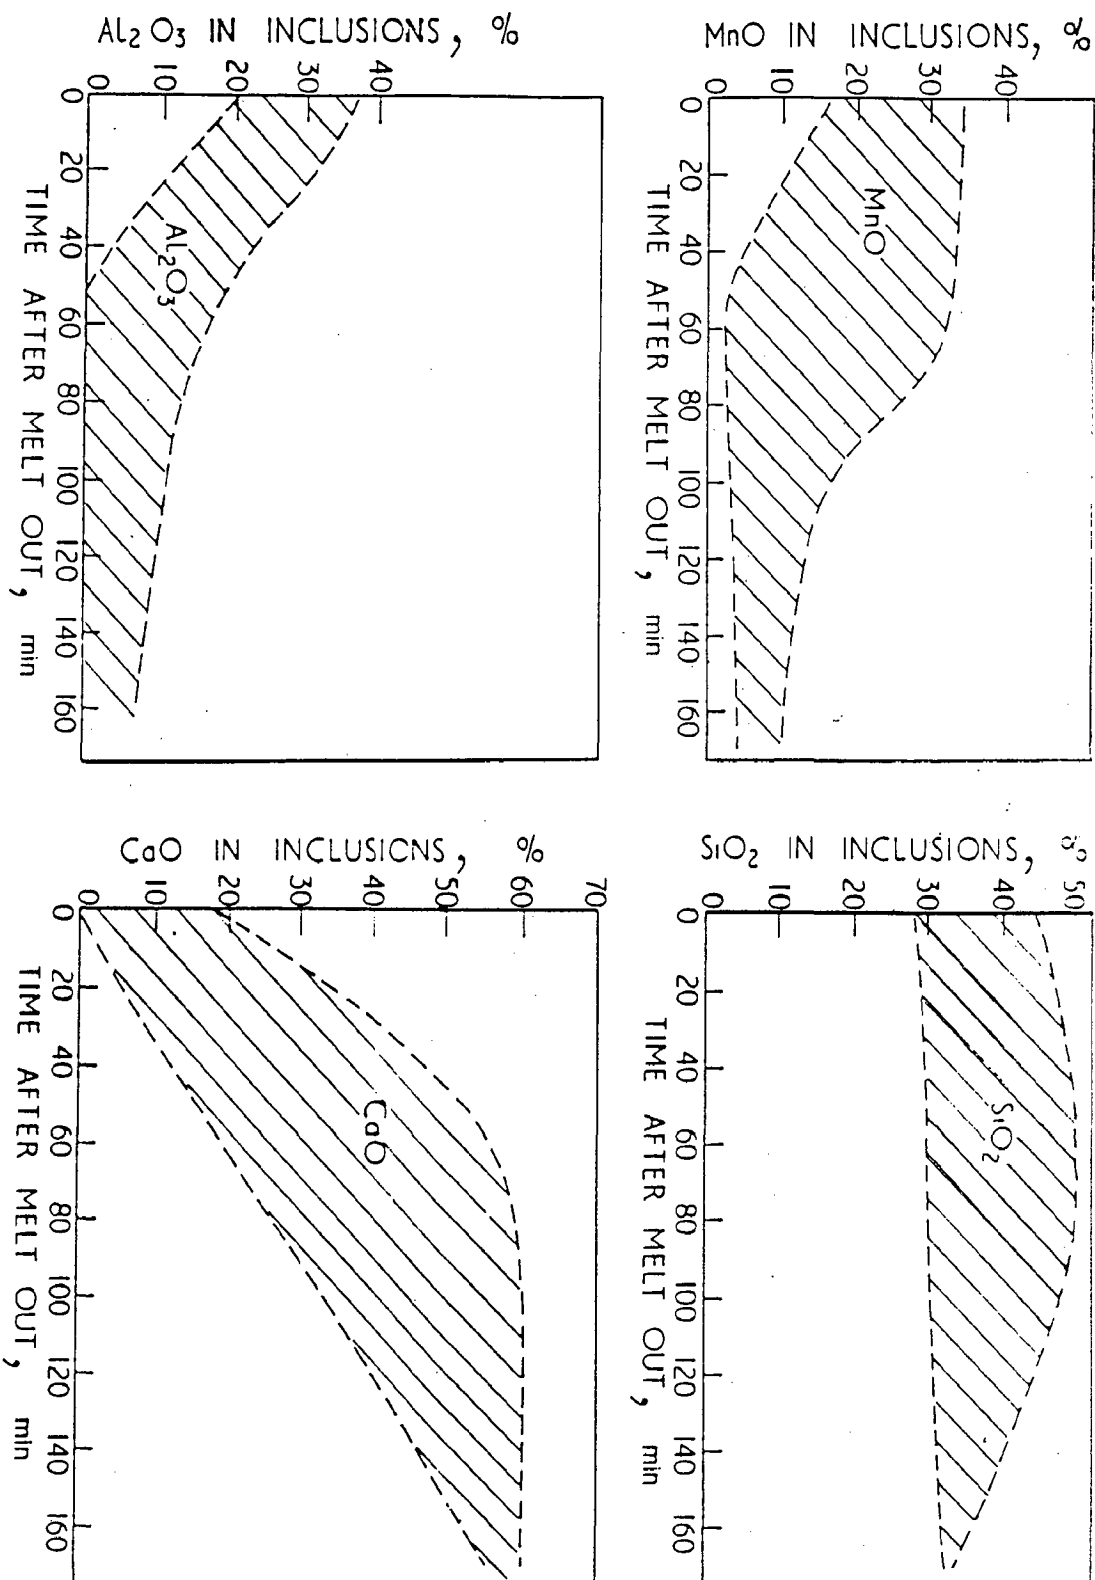 Al2O3 IN INCLUSIONS, %
0 10 20 30 40
0 20 40 60 80 100 120 140 160
Al2O3
TIME AFTER MELT OUT, min
MnO IN INCLUSIONS, %
0 10 20 30 40
0 20 40 60 80 100 120 140 160
MnO
TIME AFTER MELT OUT, min
CaO IN INCLUSIONS, %
0 10 20 30 40 50 60 70
0 20 40 60 80 100 120 140 160
CaO
TIME AFTER MELT OUT, min
SiO2 IN INCLUSIONS, %
0 10 20 30 40 50
0 20 40 60 80 100 120 140 160
SiO2
TIME AFTER MELT OUT, min